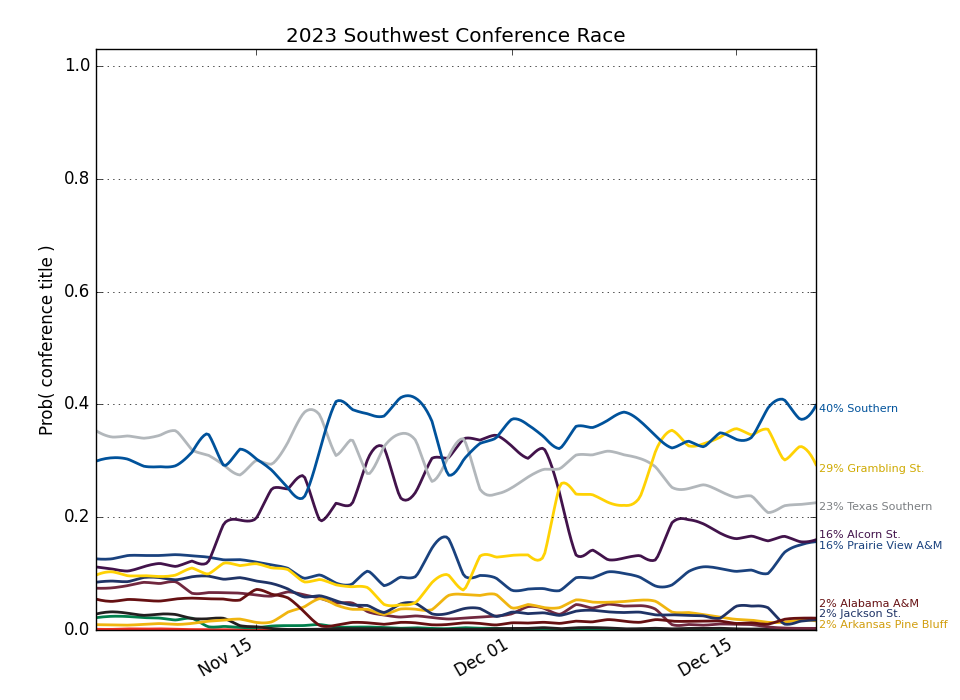 2023 Southwest Conference Race
Prob( conference title )
1.0
0.8
0.6
0.4
0.2
0.0
Nov 15
Dec 01
Dec 15
40% Southern
29% Grambling St.
23% Texas Southern
16% Alcorn St.
16% Prairie View A&M
2% Alabama A&M
2% Jackson St.
2% Arkansas Pine Bluff